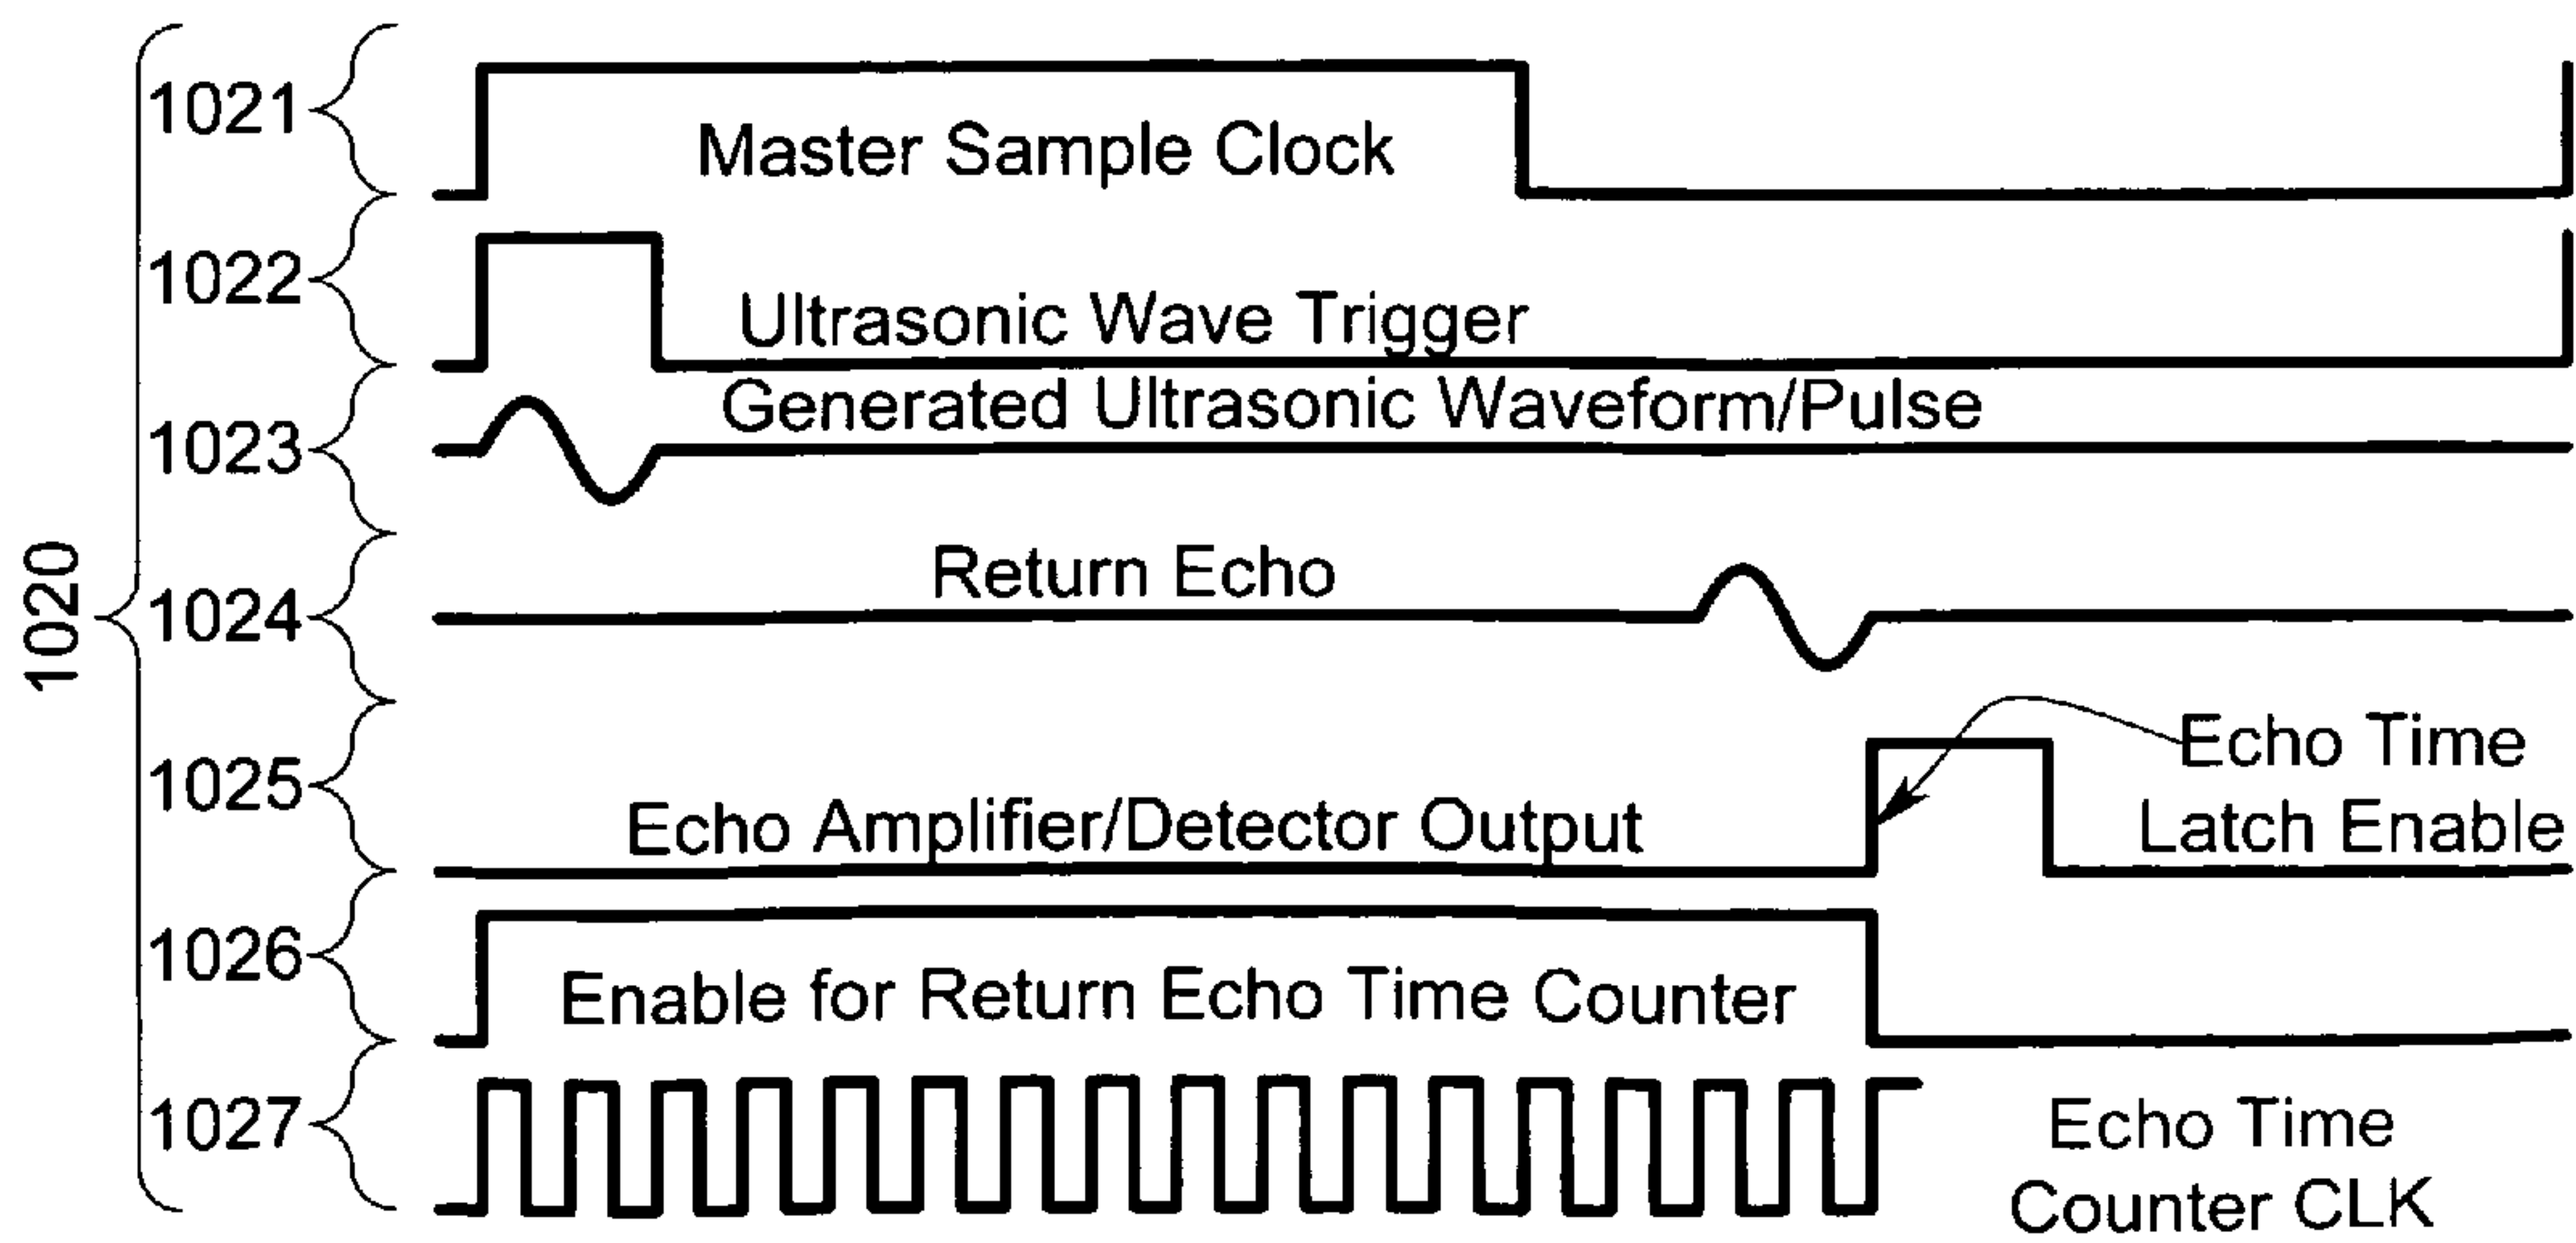 1020
1021
Master Sample Clock
1022
Ultrasonic Wave Trigger
1023
Generated Ultrasonic Waveform/Pulse
1024
Return Echo
1025
Echo Amplifier/Detector Output
Echo Time
Latch Enable
1026
Enable for Return Echo Time Counter
1027
Echo Time
Counter CLK